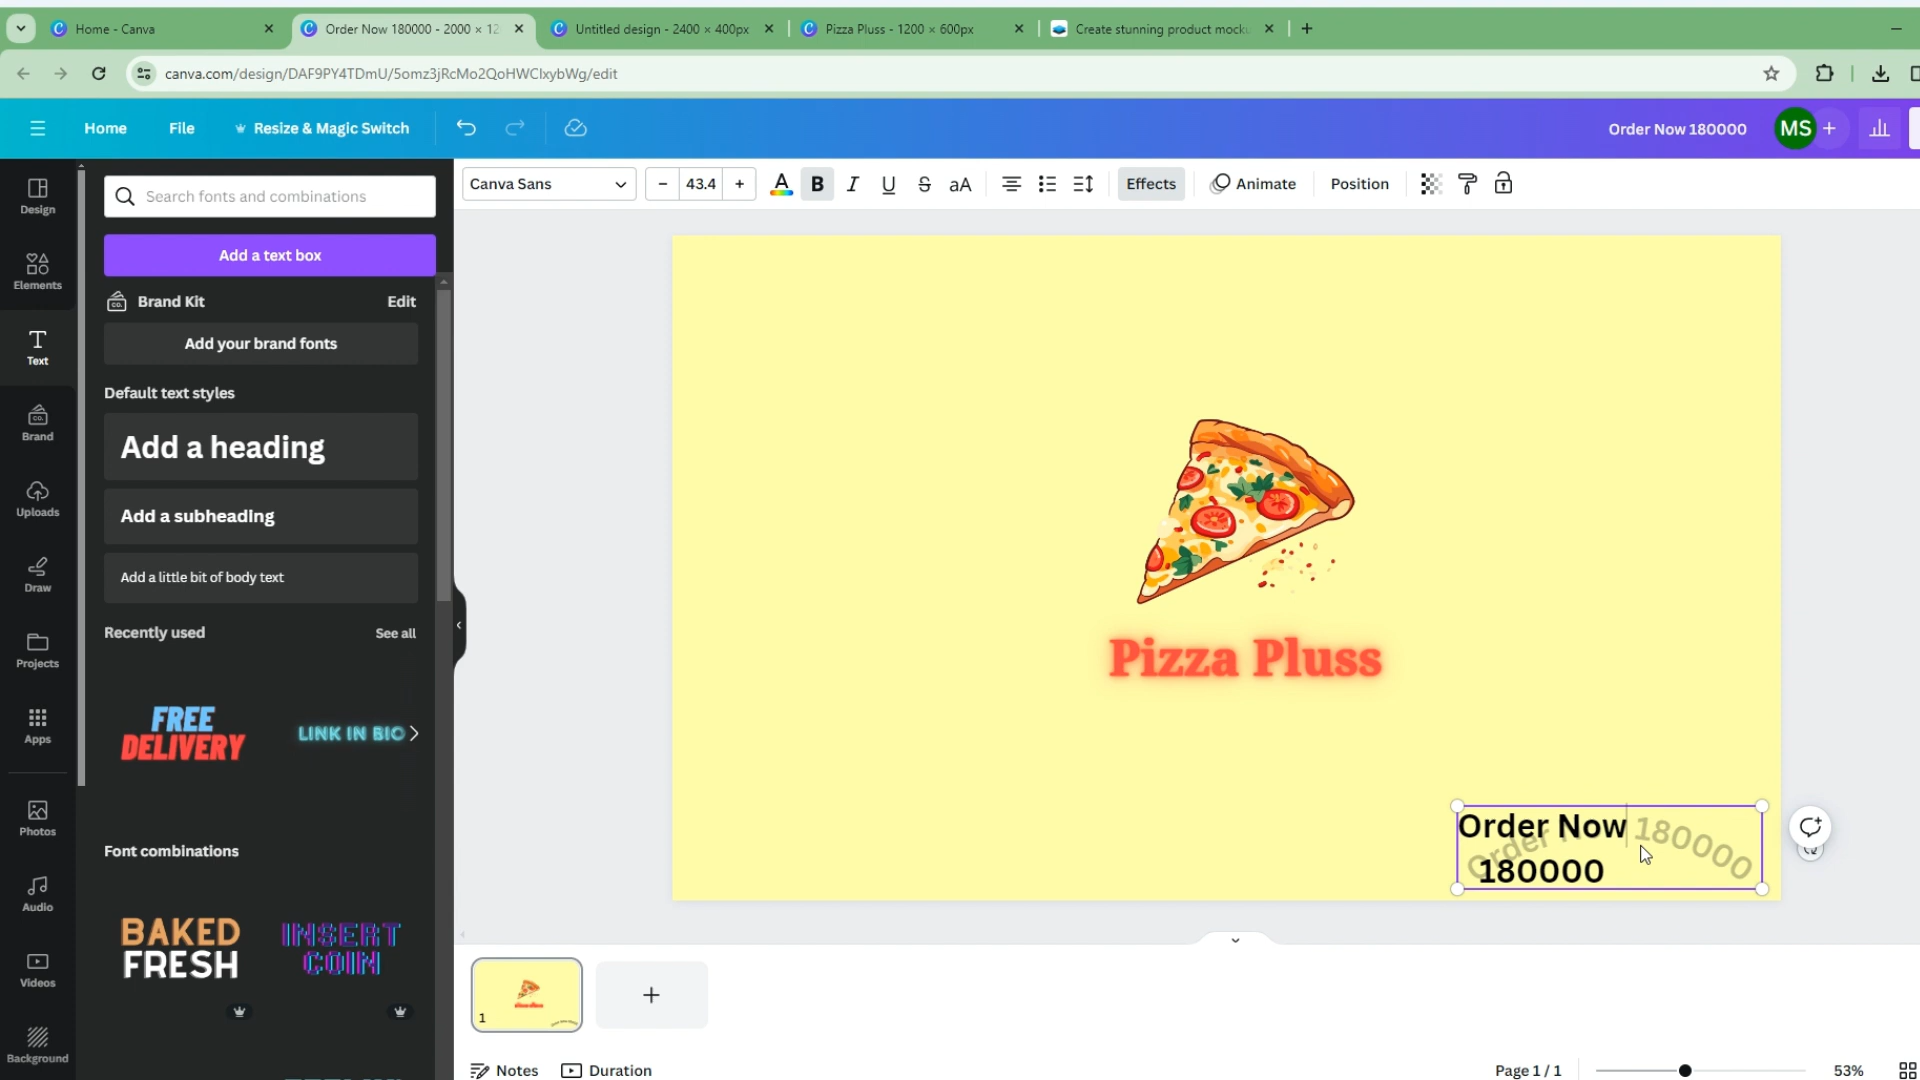 Home - Canva
Order Now 180000 - 2000 × 12
Untitled design - 2400 × 400px
Pizza Pluss - 1200 × 600px
Create stunning product mocku
canva.com/design/DAF9PY4TDmU/5omz3jRcMo2QoHWClxybWg/edit
Home
File
Resize & Magic Switch
Order Now 180000
MS
Canva Sans
43.4
A
B
I
U
S
aA
Effects
Animate
Position
Design
Elements
Text
Brand
Uploads
Draw
Projects
Apps
Photos
Audio
Videos
Background
Search fonts and combinations
Add a text box
Brand Kit
Edit
Add your brand fonts
Default text styles
Add a heading
Add a subheading
Add a little bit of body text
Recently used
See all
FREE
DELIVERY
LINK IN BIO
Font combinations
BAKED
FRESH
INSERT
COIN
Pizza Pluss
Order Now
180000
Order N 180000
1
Notes
Duration
Page 1 / 1
53%